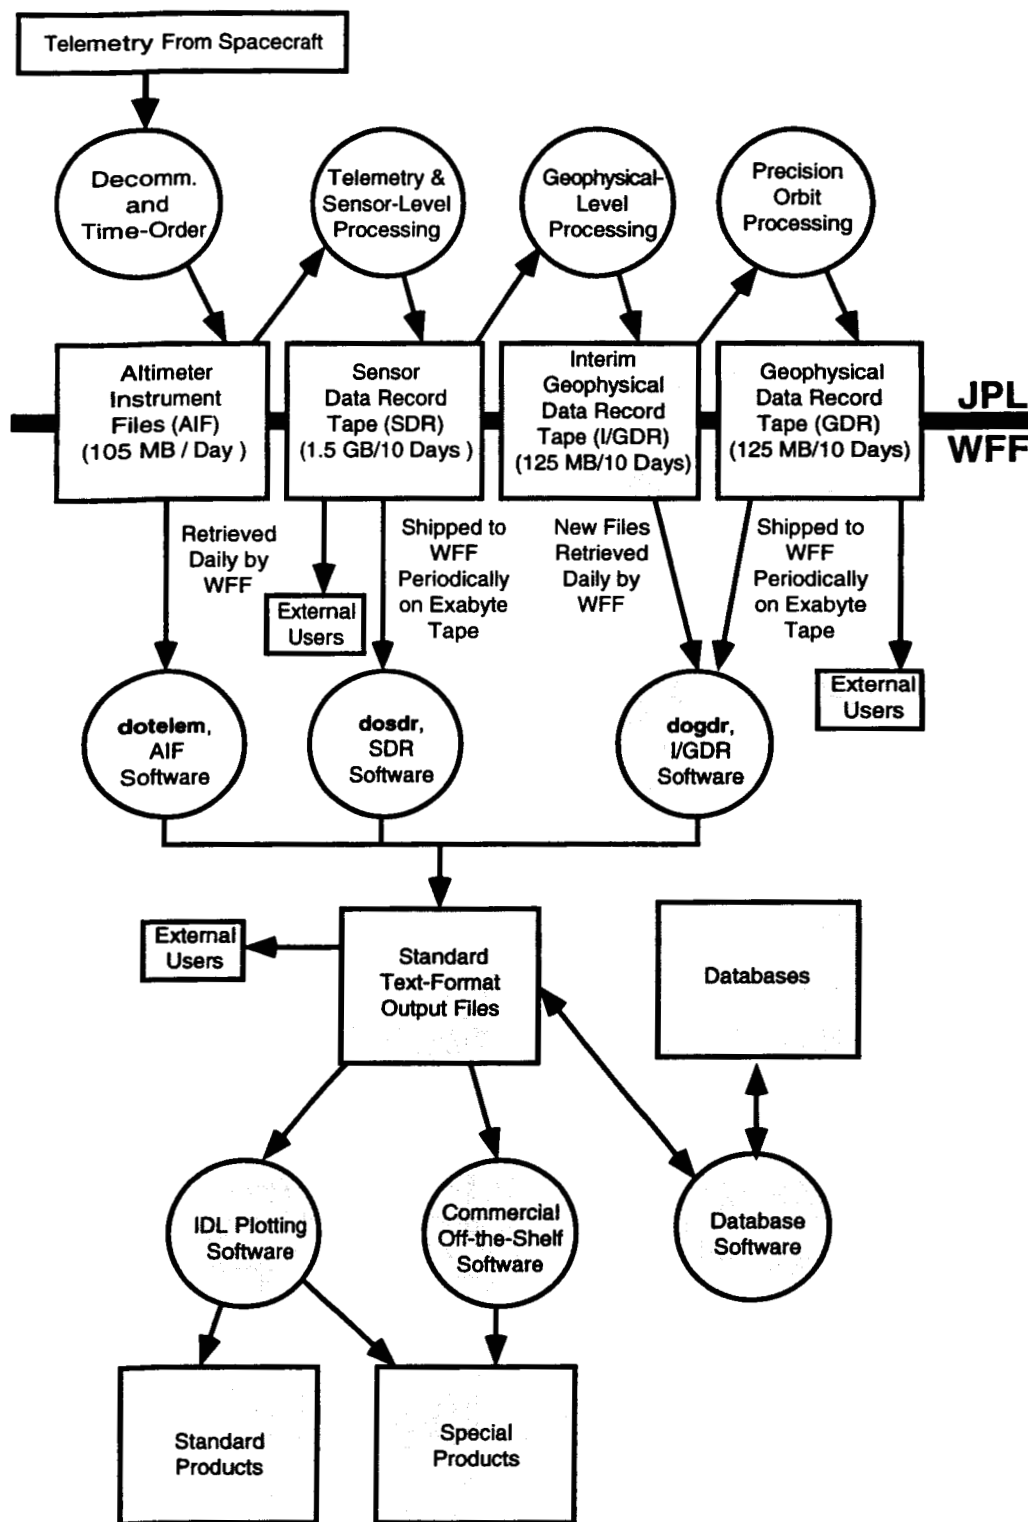 Telemetry From Spacecraft
Decomm.
and
Time-Order
Telemetry &
Sensor-Level
Processing
Geophysical-
Level
Processing
Precision
Orbit
Processing
Altimeter
Instrument
Files (AIF)
(105 MB / Day )
Sensor
Data Record
Tape (SDR)
(1.5 GB/10 Days )
Interim
Geophysical
Data Record
Tape (I/GDR)
(125 MB/10 Days)
Geophysical
Data Record
Tape (GDR)
(125 MB/10 Days)
JPL
WFF
Retrieved
Daily by
WFF
External
Users
Shipped to
WFF
Periodically
on Exabyte
Tape
New Files
Retrieved
Daily by
WFF
Shipped to
WFF
Periodically
on Exabyte
Tape
External
Users
dotelem,
AIF
Software
dosdr,
SDR
Software
dogdr,
I/GDR
Software
External
Users
Standard
Text-Format
Output Files
Databases
IDL Plotting
Software
Commercial
Off-the-Shelf
Software
Database
Software
Standard
Products
Special
Products